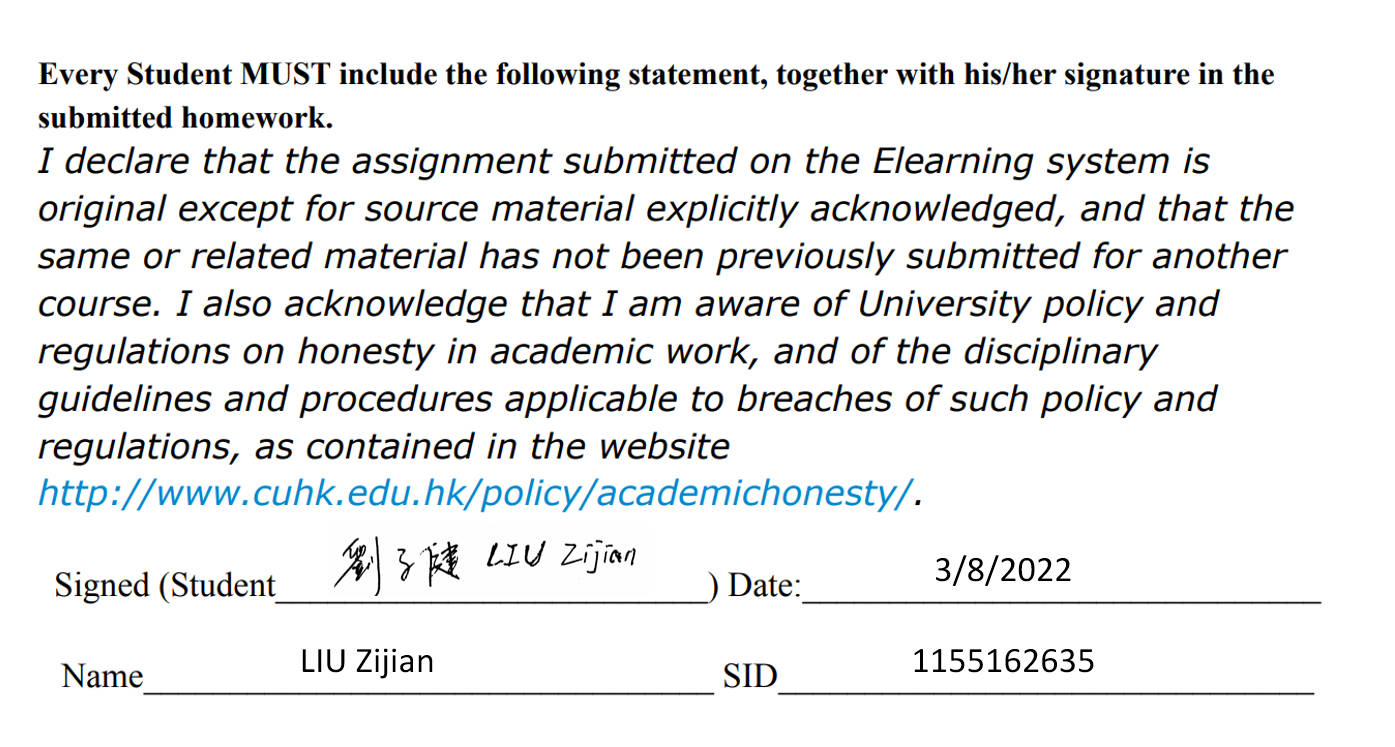 Every Student MUST include the following statement, together with his/her signature in the
submitted homework.
I declare that the assignment submitted on the Elearning system is
original except for source material explicitly acknowledged, and that the
same or related material has not been previously submitted for another
course. I also acknowledge that I am aware of University policy and
regulations on honesty in academic work, and of the disciplinary
guidelines and procedures applicable to breaches of such policy and
regulations, as contained in the website
http://www.cuhk.edu.hk/policy/academichonesty/.
Signed (Student 劉子健 LIU Zijian ) Date: 3/8/2022
Name LIU Zijian SID 1155162635